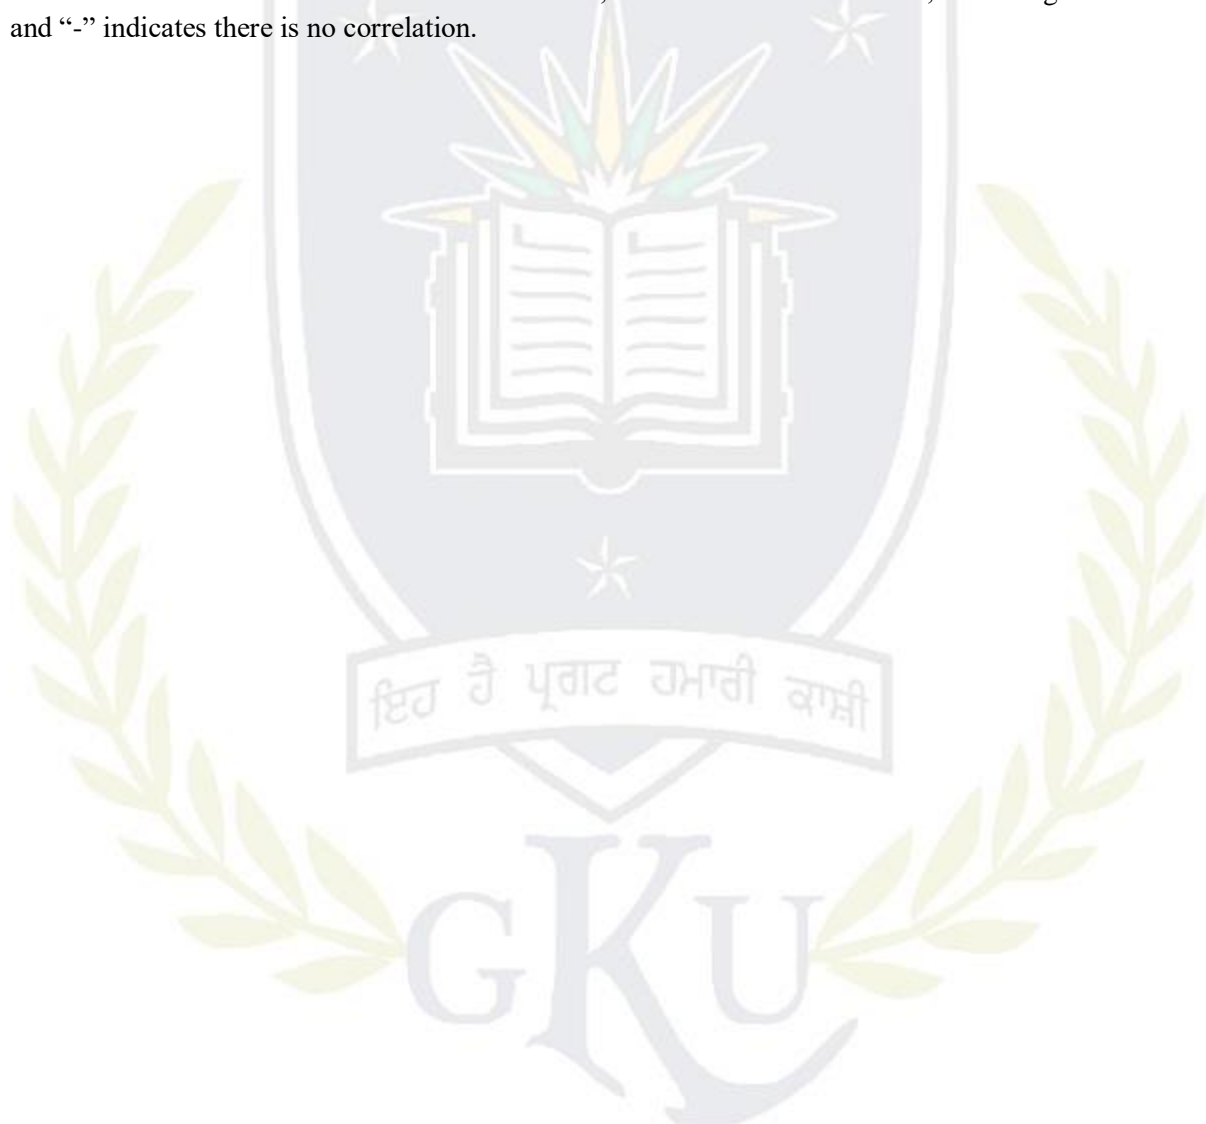 and “-” indicates there is no correlation.
ਇਹ ਹੈ ਪ੍ਰਗਟ ਹਮਾਰੀ ਕਾਸ਼ੀ
GKU